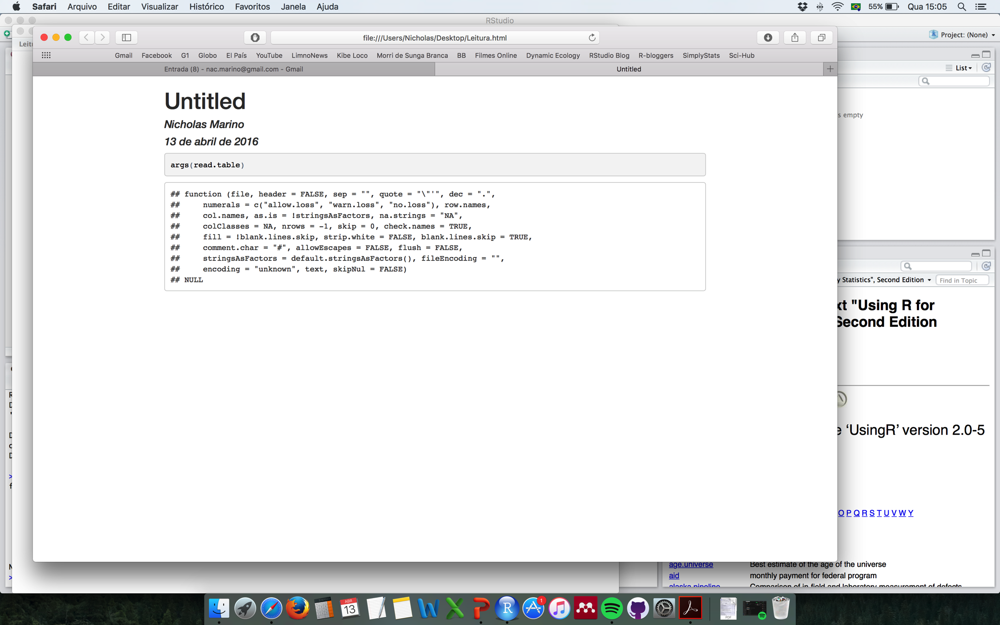 Safari Arquivo Editar Visualizar Histórico Favoritos Janela Ajuda 55% Qua 15:05
RStudio
Project: (None)
file:///Users/Nicholas/Desktop/Leitura.html
Gmail Facebook G1 Globo El País YouTube LimnoNews Kibe Loco Morri de Sunga Branca BB Filmes Online Dynamic Ecology RStudio Blog R-bloggers SimplyStats Sci-Hub
Entrada (8) - nac.marino@gmail.com - Gmail Untitled
List
Untitled
Nicholas Marino
13 de abril de 2016
args(read.table)
## function (file, header = FALSE, sep = "", quote = "\"'", dec = ".",
##     numerals = c("allow.loss", "warn.loss", "no.loss"), row.names,
##     col.names, as.is = !stringsAsFactors, na.strings = "NA",
##     colClasses = NA, nrows = -1, skip = 0, check.names = TRUE,
##     fill = !blank.lines.skip, strip.white = FALSE, blank.lines.skip = TRUE,
##     comment.char = "#", allowEscapes = FALSE, flush = FALSE,
##     stringsAsFactors = default.stringsAsFactors(), fileEncoding = "",
##     encoding = "unknown", text, skipNul = FALSE)
## NULL
s empty
y Statistics", Second Edition Find in Topic
xt "Using R for
Second Edition
e ‘UsingR’ version 2.0-5
O P Q R S T U V W Y
age.universe Best estimate of the age of the universe
aid monthly payment for federal program
alaska.pipeline Comparison of in-field and laboratory measurement of defects
ABR
13
1
PDF